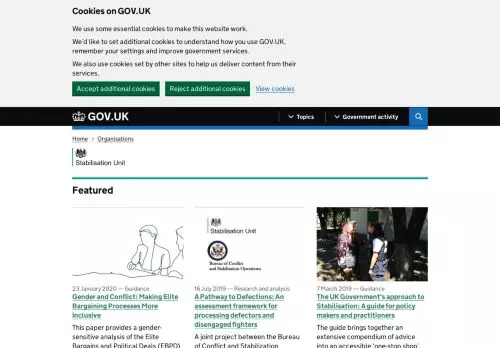 Cookies on GOV.UK
We use some essential cookies to make this website work.
We'd like to set additional cookies to understand how you use GOV.UK,
remember your settings and improve government services.
We also use cookies set by other sites to help us deliver content from their
services.
Accept additional cookies Reject additional cookies View cookies
GOV.UK Topics Government activity
Home Organisations
Stabilisation Unit
Featured
Stabilisation Unit
Bureau of Conflict
and Stabilization Operations
23 January 2020 — Guidance
Gender and Conflict: Making Elite
Bargaining Processes More
Inclusive
This paper provides a gender-
sensitive analysis of the Elite
Bargains and Political Deals (EBPD)
16 July 2019 — Research and analysis
A Pathway to Defections: An
assessment framework for
processing defectors and
disengaged fighters
A joint project between the Bureau
of Conflict and Stabilization
7 March 2019 — Guidance
The UK Government's approach to
Stabilisation: A guide for policy
makers and practitioners
The guide brings together an
extensive compendium of advice
into an accessible 'one-stop shop'